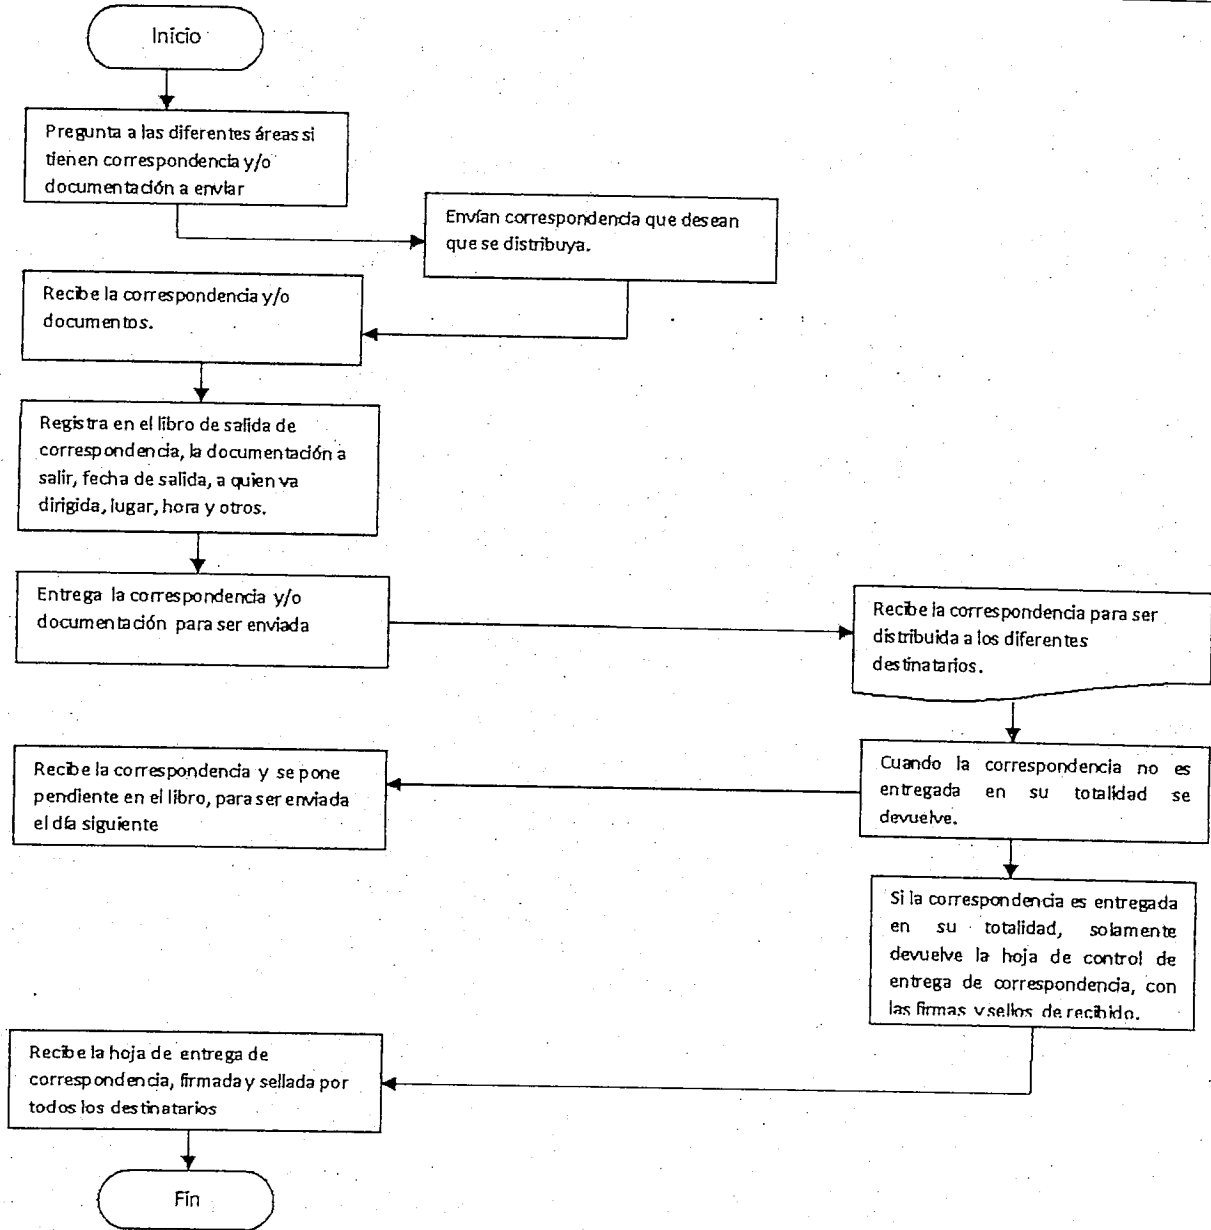 Inicio
Pregunta a las diferentes áreas si
tienen correspondencia y/o
documentación a enviar
Envían correspondencia que desean
que se distribuya.
Recibe la correspondencia y/o
documentos.
Registra en el libro de salida de
correspondencia, la documentación a
salir, fecha de salida, a quien va
dirigida, lugar, hora y otros.
Entrega la correspondencia y/o
documentación para ser enviada
Recibe la correspondencia para ser
distribuida a los diferentes
destinatarios.
Cuando la correspondencia no es
entregada en su totalidad se
devuelve.
Recibe la correspondencia y se pone
pendiente en el libro, para ser enviada
el día siguiente
Si la correspondencia es entregada
en su totalidad, solamente
devuelve la hoja de control de
entrega de correspondencia, con
las firmas y sellos de recibido.
Recibe la hoja de entrega de
correspondencia, firmada y sellada por
todos los destinatarios
Fin